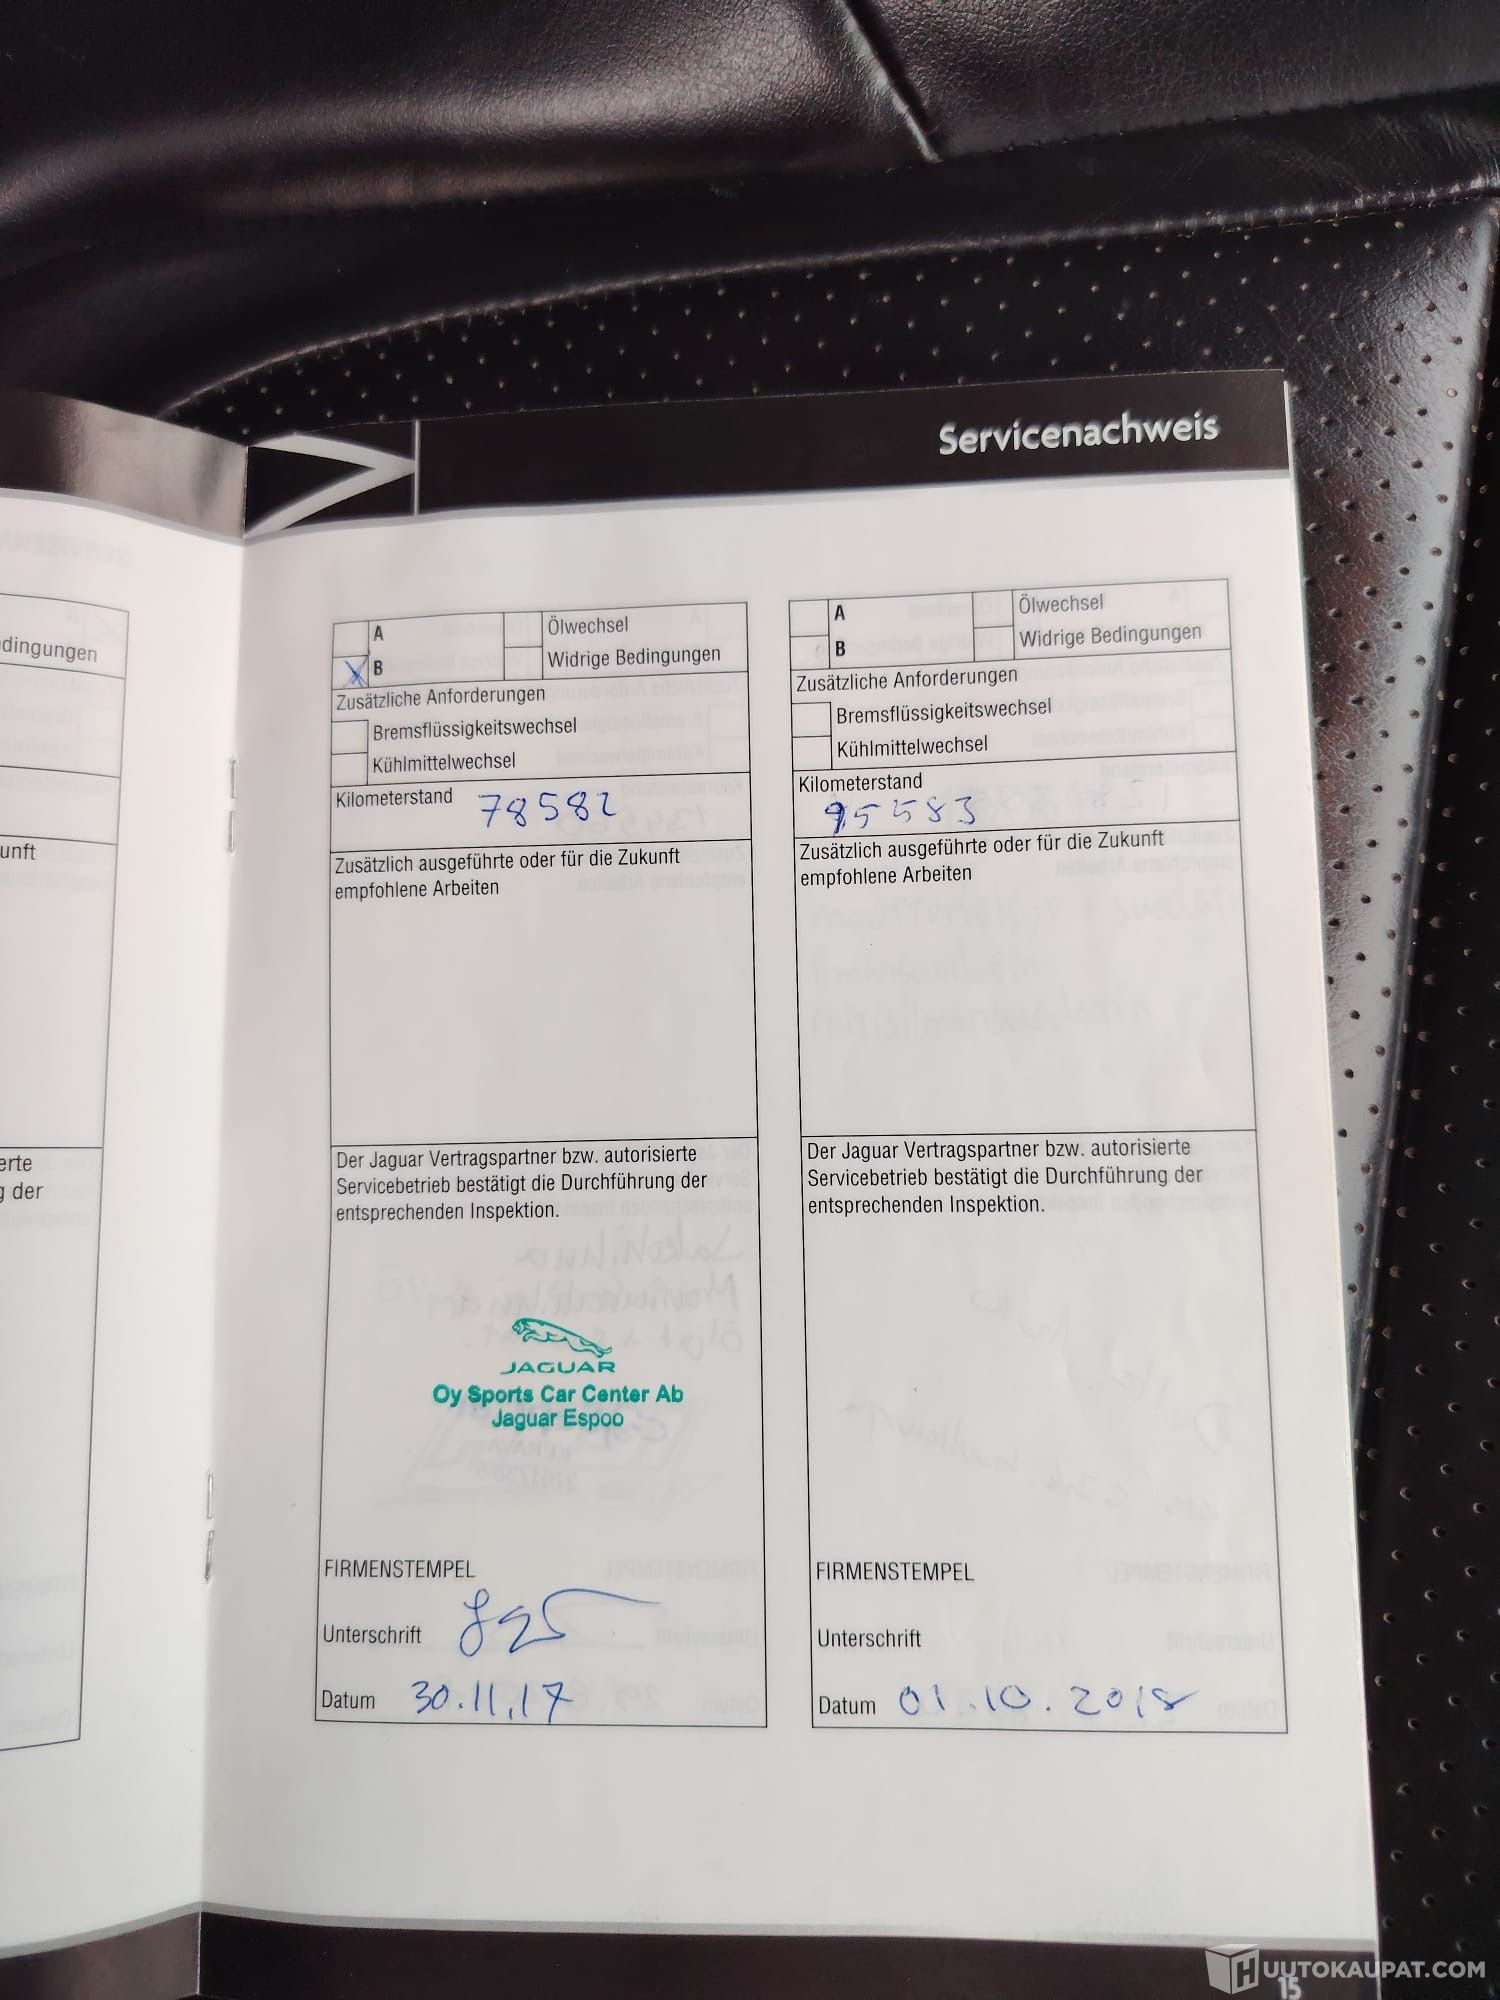 Servicenachweis
dingungen
unft
erte
g der
A
Ölwechsel
X B
Widrige Bedingungen
Zusätzliche Anforderungen
Bremsflüssigkeitswechsel
Kühlmittelwechsel
Kilometerstand 78582
Zusätzlich ausgeführte oder für die Zukunft
empfohlene Arbeiten
Der Jaguar Vertragspartner bzw. autorisierte
Servicebetrieb bestätigt die Durchführung der
entsprechenden Inspektion.
JAGUAR
Oy Sports Car Center Ab
Jaguar Espoo
FIRMENSTEMPEL
Unterschrift
Datum 30.11.17
A
Ölwechsel
B
Widrige Bedingungen
Zusätzliche Anforderungen
Bremsflüssigkeitswechsel
Kühlmittelwechsel
Kilometerstand
95583
Zusätzlich ausgeführte oder für die Zukunft
empfohlene Arbeiten
Der Jaguar Vertragspartner bzw. autorisierte
Servicebetrieb bestätigt die Durchführung der
entsprechenden Inspektion.
FIRMENSTEMPEL
Unterschrift
Datum 01.10.2018
15
HUUTOKAUPAT.COM